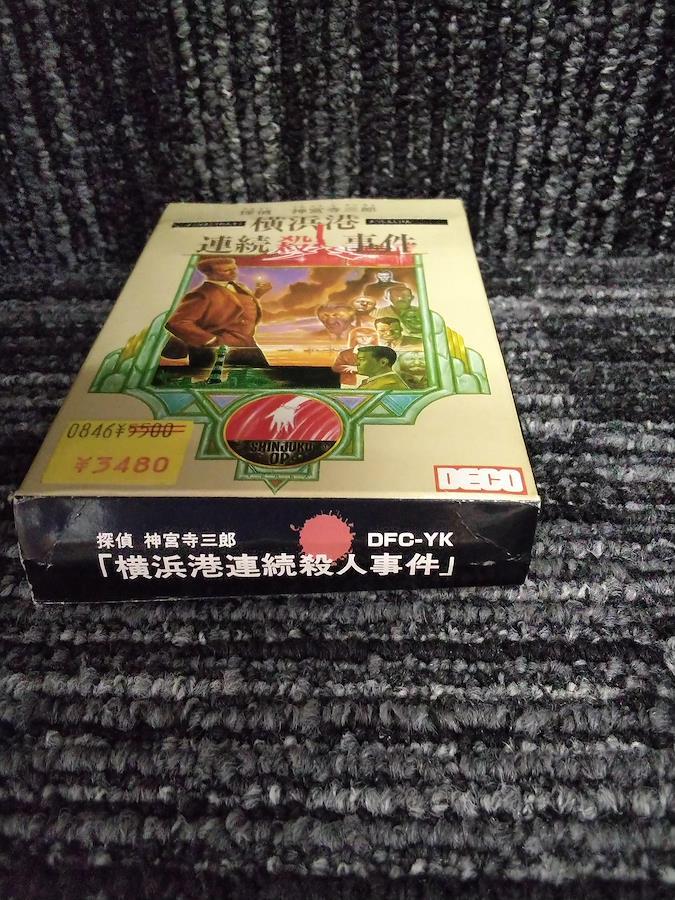 探偵 神宮寺三郎
横浜港
連続殺人事件
SHINJUKU
OP
0846¥5500
¥3480
DECO
探偵 神宮寺三郎
DFC-YK
「横浜港連続殺人事件」